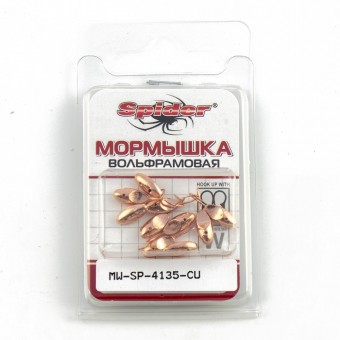 Spider
МОРМЫШКА
ВОЛЬФРАМОВАЯ
HOOK UP WITH
W
MW-SP-4135-CU